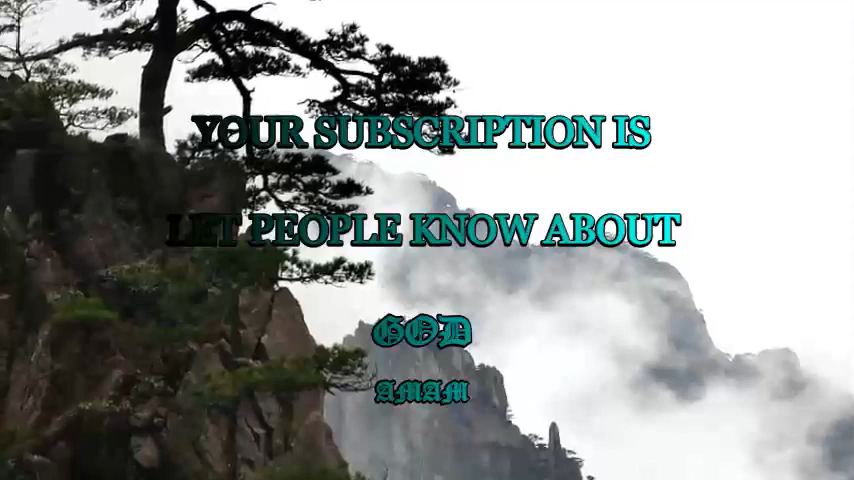 YOUR SUBSCRIPTION IS
LET PEOPLE KNOW ABOUT
GOD
AMAM